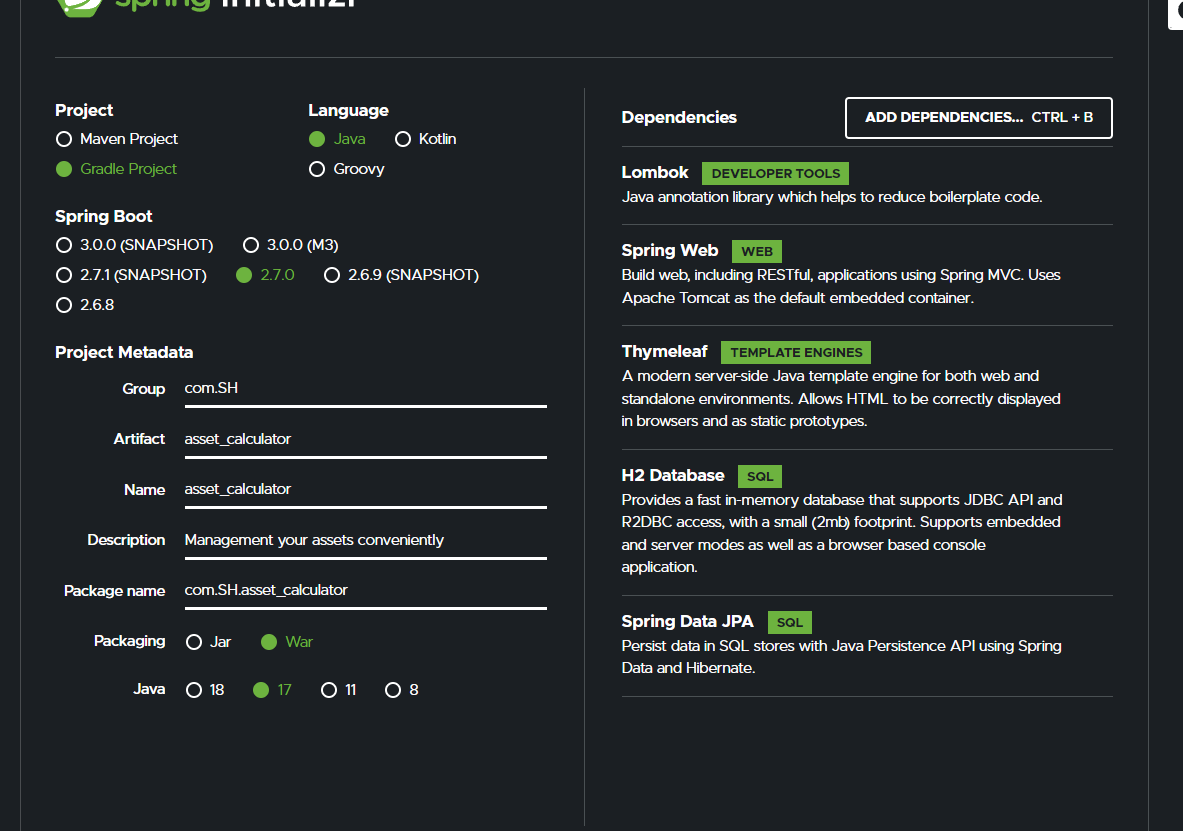 spring initializr
Project
Maven Project
Gradle Project
Language
Java Kotlin
Groovy
Spring Boot
3.0.0 (SNAPSHOT) 3.0.0 (M3)
2.7.1 (SNAPSHOT) 2.7.0 2.6.9 (SNAPSHOT)
2.6.8
Project Metadata
Group com.SH
Artifact asset_calculator
Name asset_calculator
Description Management your assets conveniently
Package name com.SH.asset_calculator
Packaging Jar War
Java 18 17 11 8
Dependencies ADD DEPENDENCIES... CTRL + B
Lombok DEVELOPER TOOLS
Java annotation library which helps to reduce boilerplate code.
Spring Web WEB
Build web, including RESTful, applications using Spring MVC. Uses
Apache Tomcat as the default embedded container.
Thymeleaf TEMPLATE ENGINES
A modern server-side Java template engine for both web and
standalone environments. Allows HTML to be correctly displayed
in browsers and as static prototypes.
H2 Database SQL
Provides a fast in-memory database that supports JDBC API and
R2DBC access, with a small (2mb) footprint. Supports embedded
and server modes as well as a browser based console
application.
Spring Data JPA SQL
Persist data in SQL stores with Java Persistence API using Spring
Data and Hibernate.